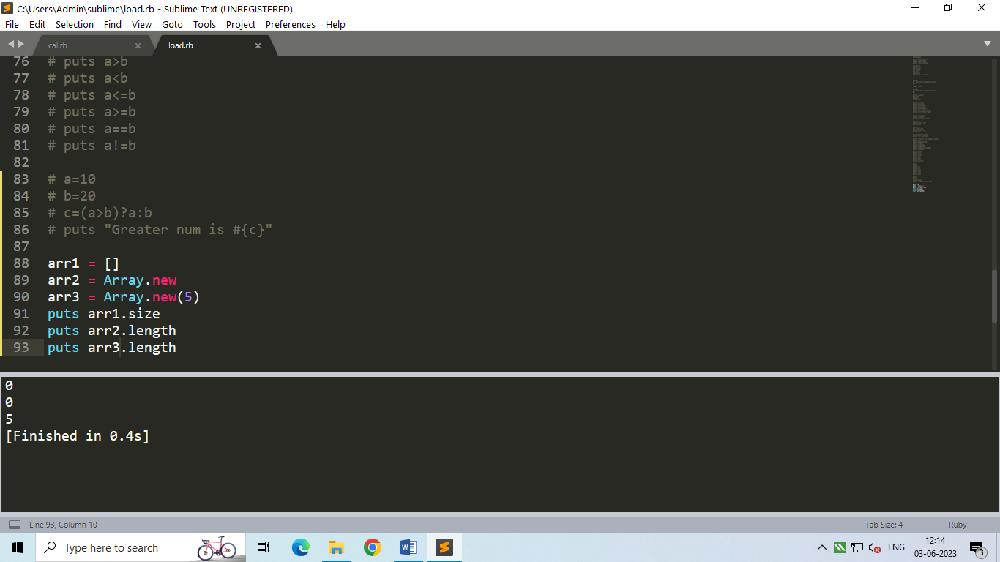 C:\Users\Admin\sublime\load.rb - Sublime Text (UNREGISTERED)
File Edit Selection Find View Goto Tools Project Preferences Help
cal.rb × load.rb ×
76 # puts a>b
77 # puts a<b
78 # puts a<=b
79 # puts a>=b
80 # puts a==b
81 # puts a!=b
82
83 # a=10
84 # b=20
85 # c=(a>b)?a:b
86 # puts "Greater num is #{c}"
87
88 arr1 = []
89 arr2 = Array.new
90 arr3 = Array.new(5)
91 puts arr1.size
92 puts arr2.length
93 puts arr3.length
0
0
5
[Finished in 0.4s]
Line 93, Column 10 Tab Size: 4 Ruby
Type here to search ENG 12:14
03-06-2023 3